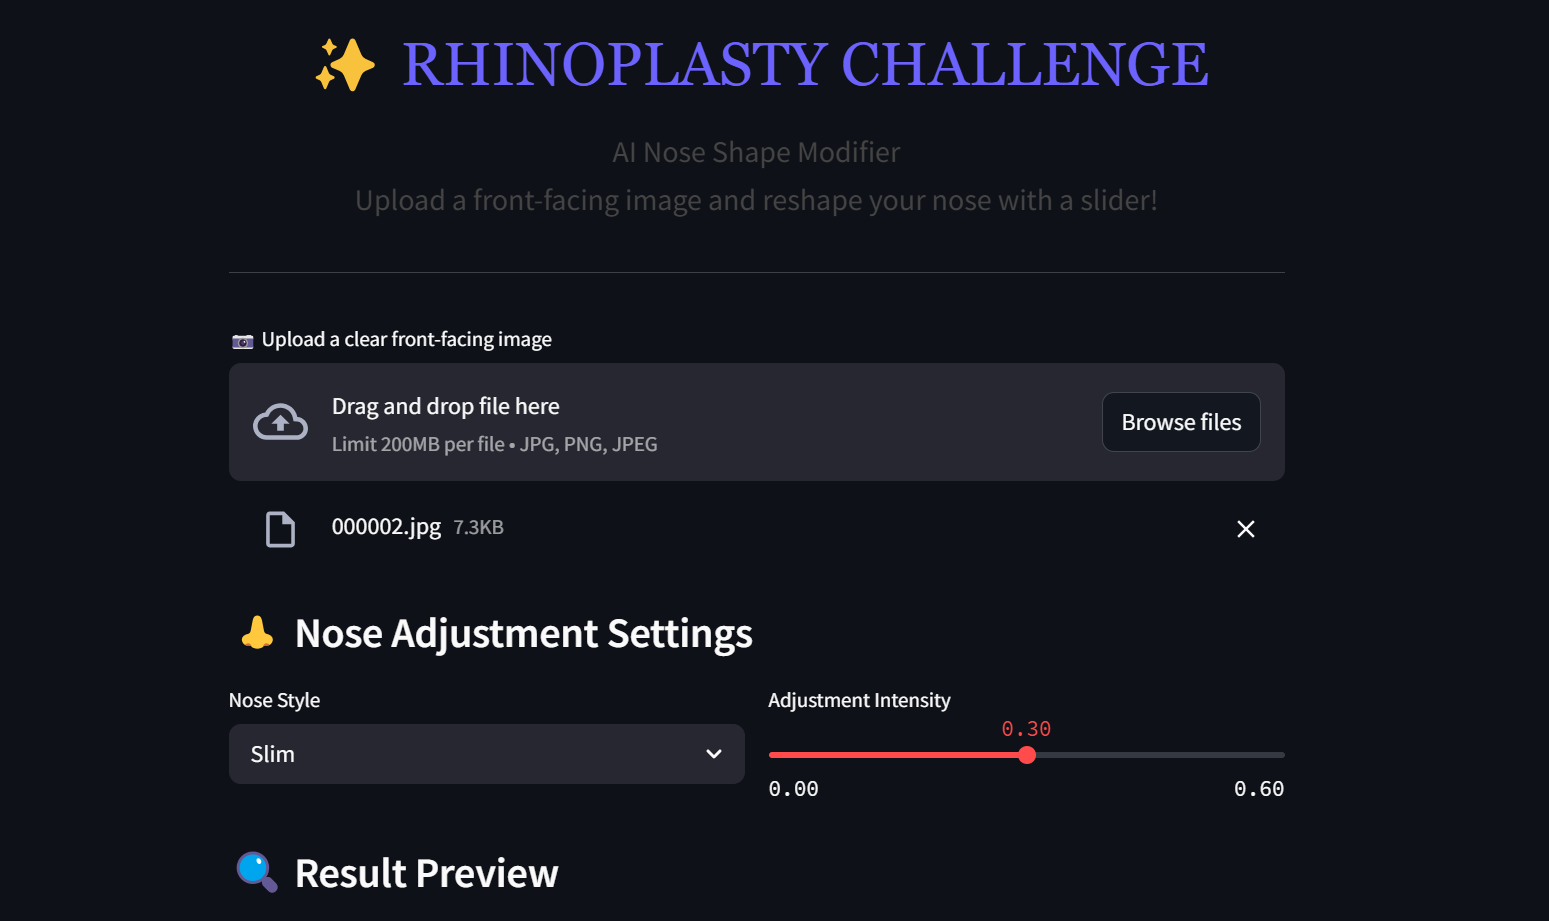 RHINOPLASTY CHALLENGE
AI Nose Shape Modifier
Upload a front-facing image and reshape your nose with a slider!
Upload a clear front-facing image
Drag and drop file here
Limit 200MB per file • JPG, PNG, JPEG
Browse files
000002.jpg 7.3KB
Nose Adjustment Settings
Nose Style
Slim
Adjustment Intensity
0.30
0.00 0.60
Result Preview